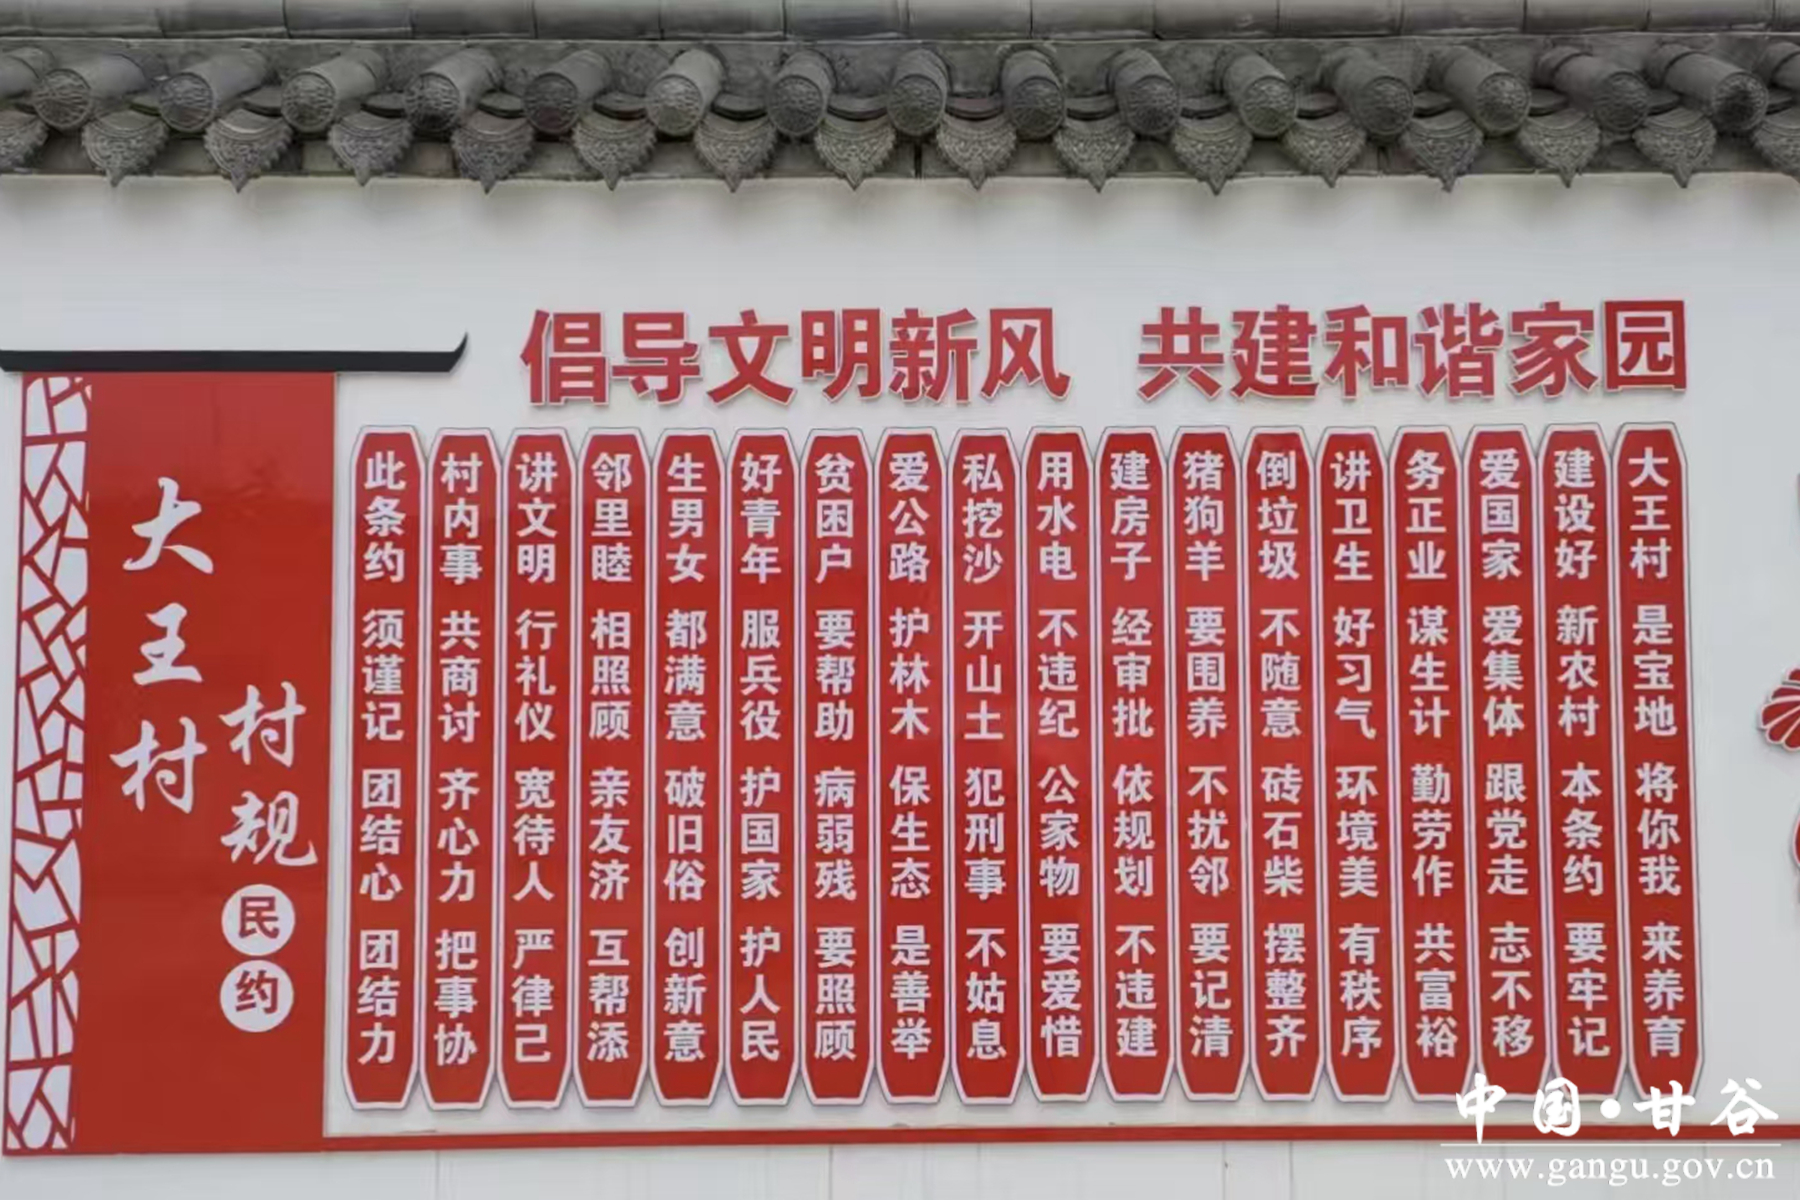 倡导文明新风 共建和谐家园
大王村
村规民约
大王村 是宝地 将你我 来养育
建设好 新农村 本条约 要牢记
爱国家 爱集体 跟党走 志不移
务正业 谋生计 勤劳作 共富裕
讲卫生 好习气 环境美 有秩序
倒垃圾 不随意 砖石柴 摆整齐
猪狗羊 要围养 不扰邻 要记清
建房子 经审批 依规划 不违建
用水电 不违纪 公家物 要爱惜
私挖沙 开山土 犯刑事 不姑息
爱公路 护林木 保生态 是善举
贫困户 要帮助 病弱残 要照顾
好青年 服兵役 护国家 护人民
生男女 都满意 破旧俗 创新意
邻里睦 相照顾 亲友济 互帮添
讲文明 行礼仪 宽待人 严律己
村内事 共商讨 齐心力 把事协
此条约 须谨记 团结心 团结力
中国·甘谷
www.gangu.gov.cn